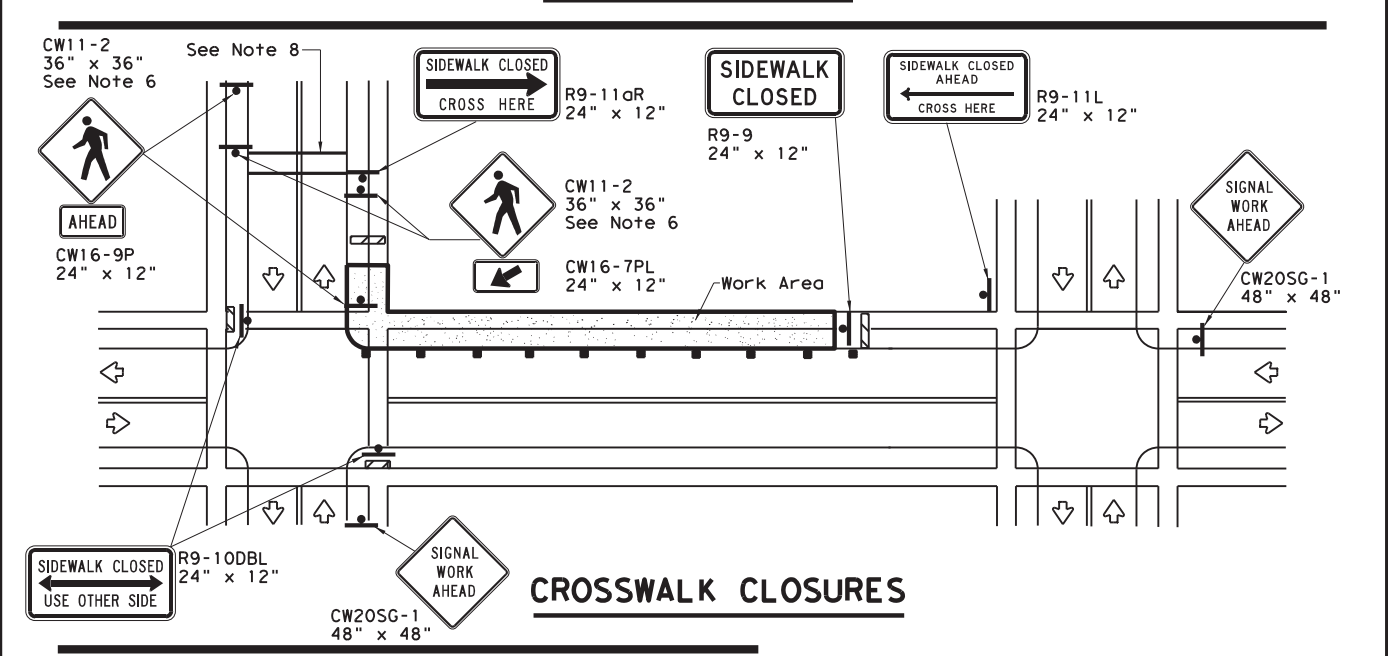 CW11-2
36" x 36"
See Note 6
AHEAD
CW16-9P
24" x 12"
See Note 8
SIDEWALK CLOSED
CROSS HERE
R9-11aR
24" x 12"
CW11-2
36" x 36"
See Note 6
CW16-7PL
24" x 12"
SIDEWALK
CLOSED
R9-9
24" x 12"
SIDEWALK CLOSED
AHEAD
CROSS HERE
R9-11L
24" x 12"
SIGNAL
WORK
AHEAD
CW20SG-1
48" x 48"
Work Area
SIDEWALK CLOSED
USE OTHER SIDE
R9-10DBL
24" x 12"
SIGNAL
WORK
AHEAD
CW20SG-1
48" x 48"
CROSSWALK CLOSURES